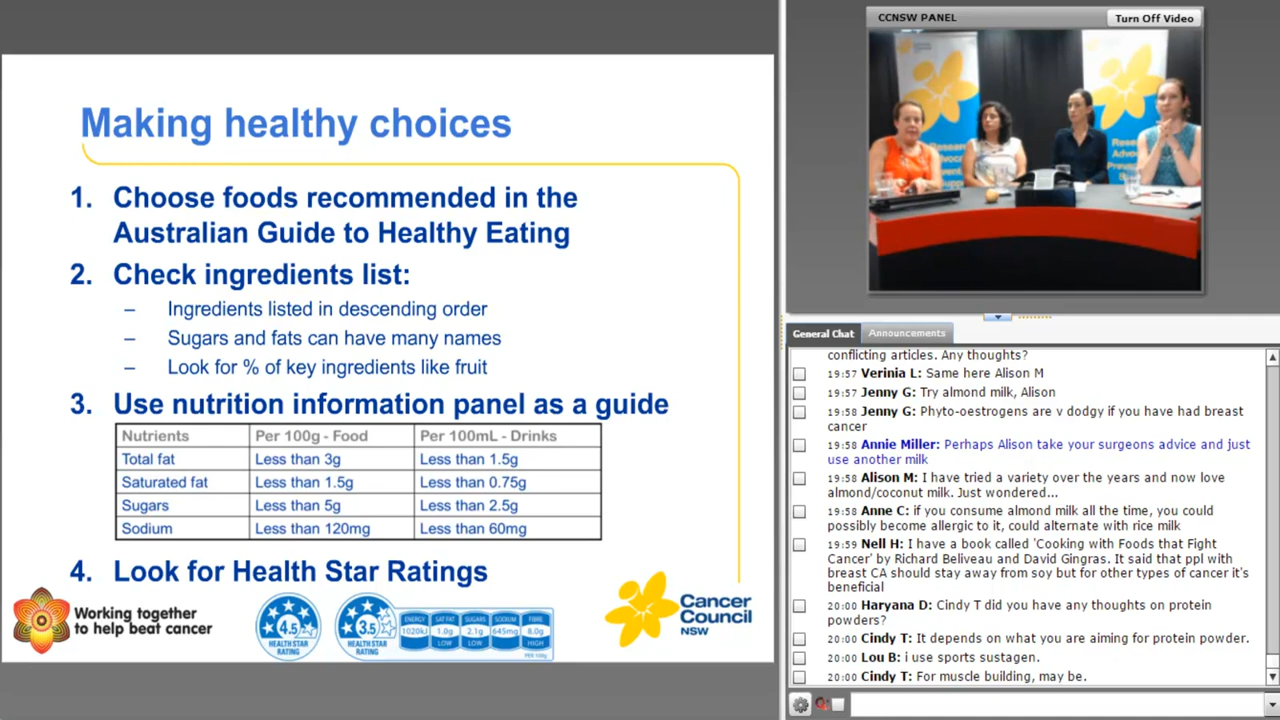 Making healthy choices
1. Choose foods recommended in the
Australian Guide to Healthy Eating
2. Check ingredients list:
– Ingredients listed in descending order
– Sugars and fats can have many names
– Look for % of key ingredients like fruit
3. Use nutrition information panel as a guide
Nutrients Per 100g - Food Per 100mL - Drinks
Total fat Less than 3g Less than 1.5g
Saturated fat Less than 1.5g Less than 0.75g
Sugars Less than 5g Less than 2.5g
Sodium Less than 120mg Less than 60mg
4. Look for Health Star Ratings
Working together
to help beat cancer
4.5
HEALTH STAR
RATING
3.5
HEALTH STAR
RATING
ENERGY SAT FAT SUGARS SODIUM FIBRE
1020kJ 1.0g 2.1g 645mg 8.0g
LOW LOW HIGH
PER 100g
Cancer
Council
NSW
CCNSW PANEL
Turn Off Video
General Chat
Announcements
conflicting articles. Any thoughts?
19:57 Verinia L: Same here Alison M
19:57 Jenny G: Try almond milk, Alison
19:58 Jenny G: Phyto-oestrogens are v dodgy if you have had breast
cancer
19:58 Annie Miller: Perhaps Alison take your surgeons advice and just
use another milk
19:58 Alison M: I have tried a variety over the years and now love
almond/coconut milk. Just wondered...
19:58 Anne C: if you consume almond milk all the time, you could
possibly become allergic to it, could alternate with rice milk
19:59 Nell H: I have a book called 'Cooking with Foods that Fight
Cancer' by Richard Beliveau and David Gingras. It said that ppl with
breast CA should stay away from soy but for other types of cancer it's
beneficial
20:00 Haryana D: Cindy T did you have any thoughts on protein
powders?
20:00 Cindy T: It depends on what you are aiming for protein powder.
20:00 Lou B: i use sports sustagen.
20:00 Cindy T: For muscle building, may be.